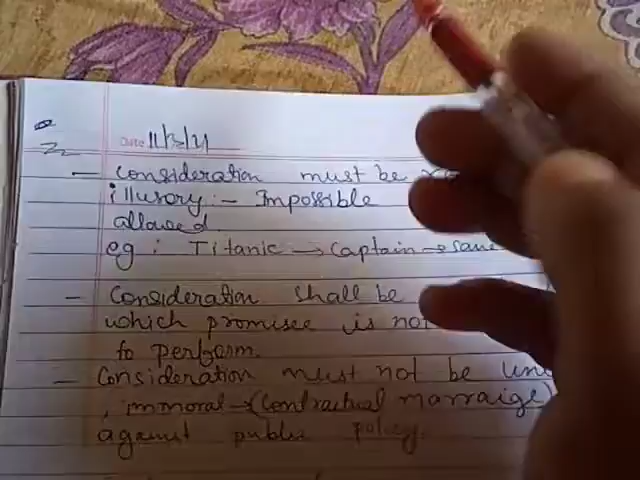 Date 11/3/21
- Consideration must be
illusory:- Impossible
allowed.
eg : Titanic → Captain → save
- Consideration shall be
which promisee is not
to perform.
- Consideration must not be
, immoral → (Contractual marraige)
against public policy.